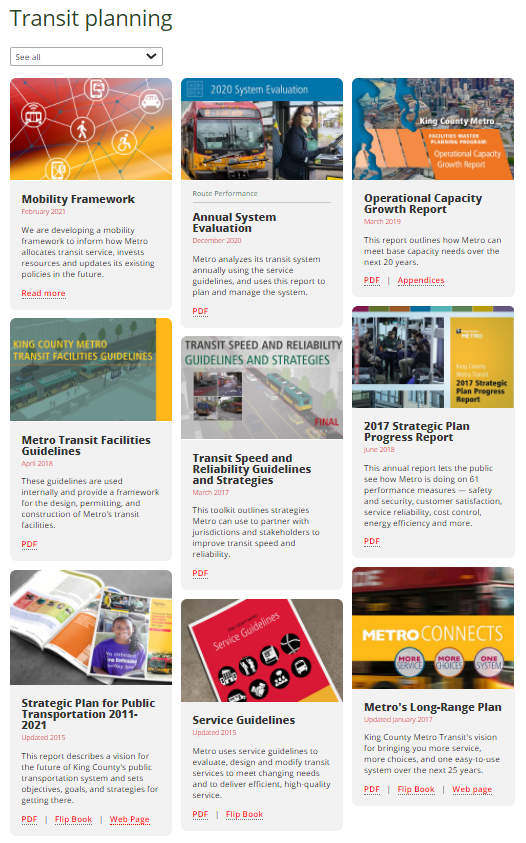 Transit planning
See all
Mobility Framework
February 2021
We are developing a mobility
framework to inform how Metro
allocates transit service, invests
resources and updates its existing
policies in the future.
Read more
KING COUNTY METRO
TRANSIT FACILITIES GUIDELINES
Metro Transit Facilities
Guidelines
April 2018
These guidelines are used
internally and provide a framework
for the design, permitting, and
construction of Metro's transit
facilities.
PDF
Strategic Plan for Public
Transportation 2011-
2021
Updated 2015
This report describes a vision for
the future of King County's public
transportation system and sets
objectives, goals, and strategies for
getting there.
PDF | Flip Book | Web Page
2020 System Evaluation
Route Performance
Annual System
Evaluation
December 2020
Metro analyzes its transit system
annually using the service
guidelines, and uses this report to
plan and manage the system.
PDF
TRANSIT SPEED AND RELIABILITY
GUIDELINES AND STRATEGIES
FINAL
Transit Speed and
Reliability Guidelines
and Strategies
March 2017
This toolkit outlines strategies
Metro can use to partner with
jurisdictions and stakeholders to
improve transit speed and
reliability.
PDF
Service Guidelines
Service Guidelines
Updated 2015
Metro uses service guidelines to
evaluate, design and modify transit
services to meet changing needs
and to deliver efficient, high-quality
service.
PDF | Flip Book
King County Metro
FACILITIES MASTER
PLANNING PROGRAM:
Operational Capacity
Growth Report
Operational Capacity
Growth Report
March 2019
This report outlines how Metro can
meet base capacity needs over the
next 20 years.
PDF | Appendices
METRO
King County
Metro Transit
2017 Strategic
Plan Progress
Report
2017 Strategic Plan
Progress Report
June 2018
This annual report lets the public
see how Metro is doing on 61
performance measures — safety
and security, customer satisfaction,
service reliability, cost control,
energy efficiency and more.
PDF
METRO CONNECTS
MORE SERVICE
MORE CHOICES
ONE SYSTEM
Metro's Long-Range Plan
Updated January 2017
King County Metro Transit's vision
for bringing you more service,
more choices, and one easy-to-use
system over the next 25 years.
PDF | Flip Book | Web page